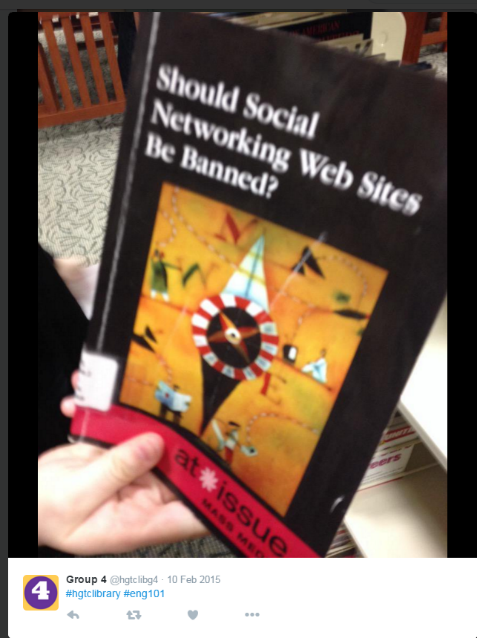 Should Social
Networking Web Sites
Be Banned?
at issue
MASS MED
4
Group 4 @hgtclibg4 · 10 Feb 2015
#hgtclibrary #eng101